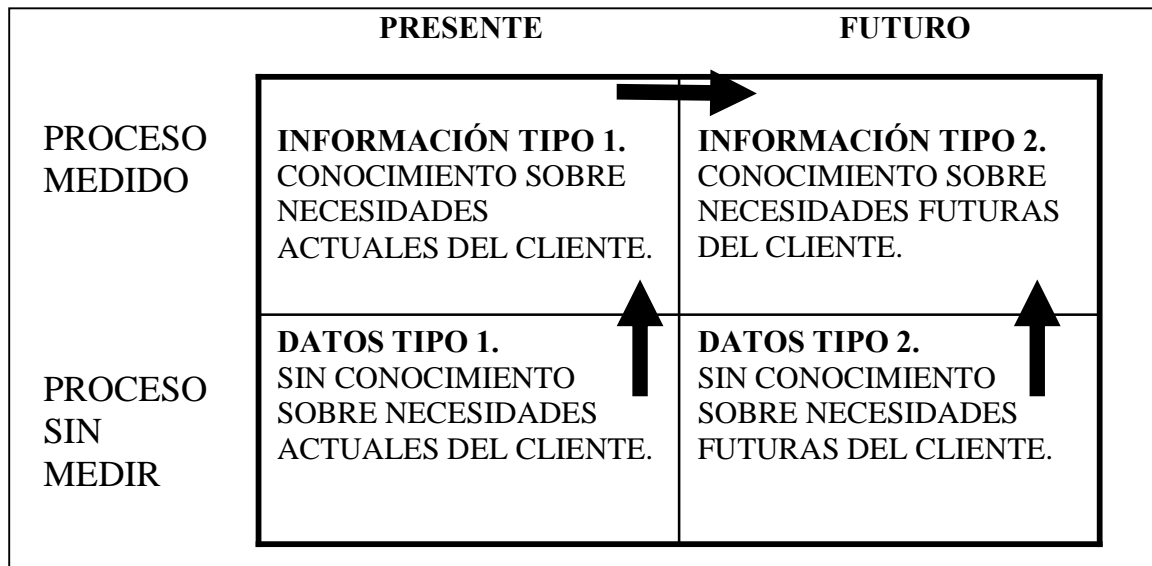 PRESENTE FUTURO
PROCESO
MEDIDO
INFORMACIÓN TIPO 1.
CONOCIMIENTO SOBRE
NECESIDADES
ACTUALES DEL CLIENTE.
INFORMACIÓN TIPO 2.
CONOCIMIENTO SOBRE
NECESIDADES FUTURAS
DEL CLIENTE.
PROCESO
SIN
MEDIR
DATOS TIPO 1.
SIN CONOCIMIENTO
SOBRE NECESIDADES
ACTUALES DEL CLIENTE.
DATOS TIPO 2.
SIN CONOCIMIENTO
SOBRE NECESIDADES
FUTURAS DEL CLIENTE.